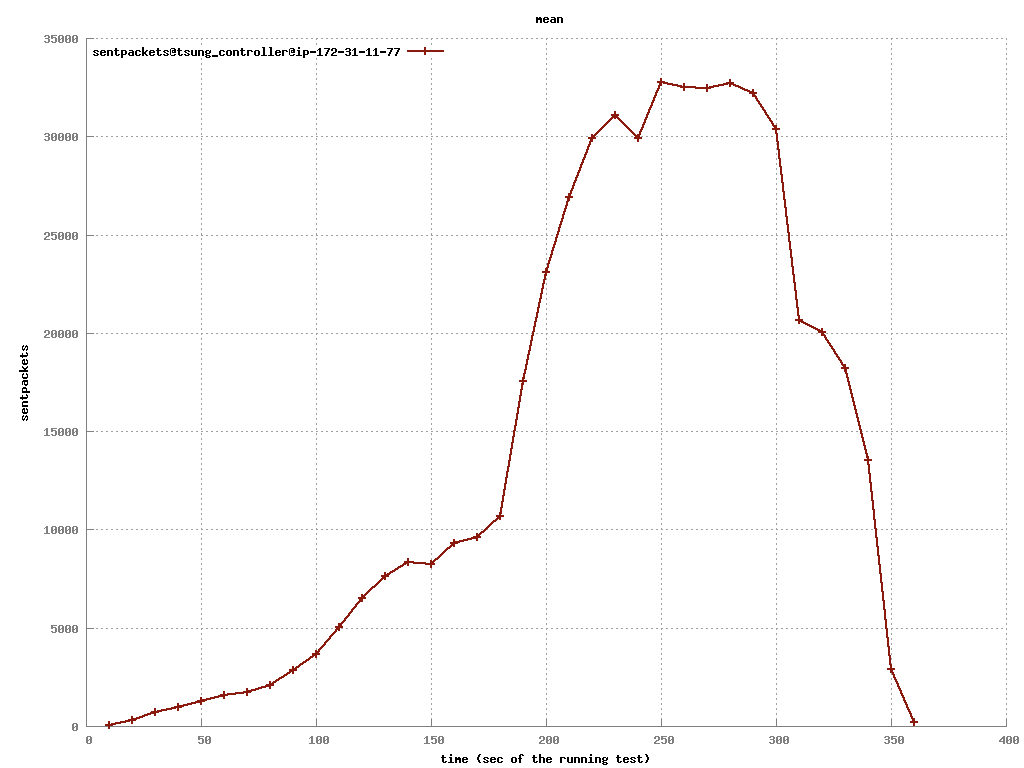 mean
35000
sentpackets@tsung_controller@ip-172-31-11-77
30000
25000
20000
sentpackets
15000
10000
5000
0
0 50 100 150 200 250 300 350 400
time (sec of the running test)